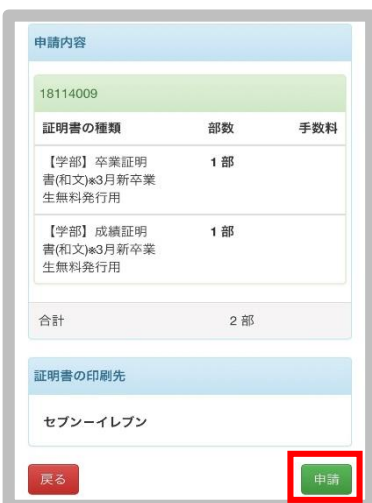 申請内容
18114009
証明書の種類 部数 手数料
【学部】卒業証明 1 部
書(和文)※3月新卒業
生無料発行用
【学部】成績証明 1 部
書(和文)※3月新卒業
生無料発行用
合計 2 部
証明書の印刷先
セブンーイレブン
戻る 申請